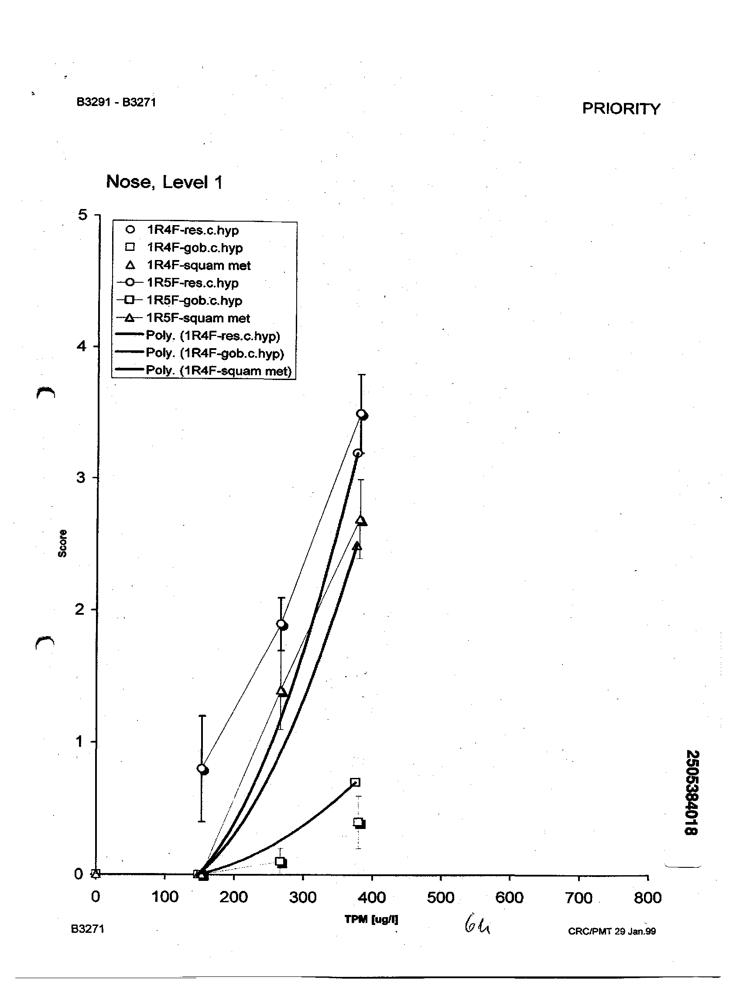 B3291 - B3271
PRIORITY
Nose, Level 1
5
4
3
2
1
0
Score
1R4F-res.c.hyp
1R4F-gob.c.hyp
1R4F-squam met
1R5F-res.c.hyp
1R5F-gob.c.hyp
1R5F-squam met
Poly. (1R4F-res.c.hyp)
Poly. (1R4F-gob.c.hyp)
Poly. (1R4F-squam met)
0 100 200 300 400 500 600 700 800
TPM [ug/l]
B3271
CRC/PMT 29 Jan.99
2505384018